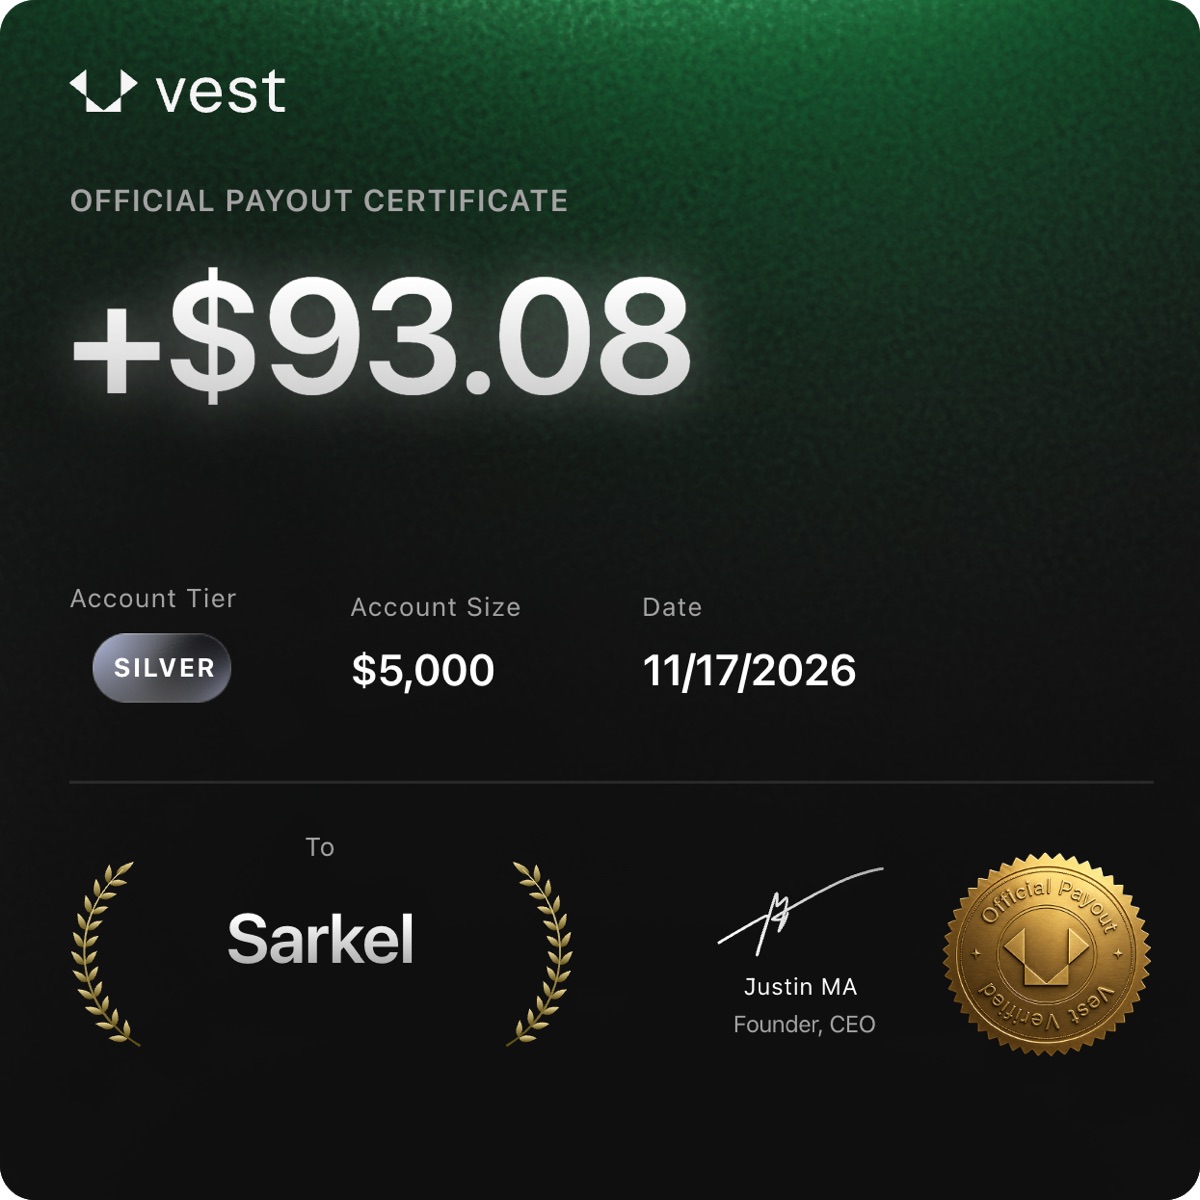 vest
OFFICIAL PAYOUT CERTIFICATE
+$93.08
Account Tier
SILVER
Account Size
$5,000
Date
11/17/2026
To
Sarkel
Justin MA
Founder, CEO
Official Payout
Vest Verified